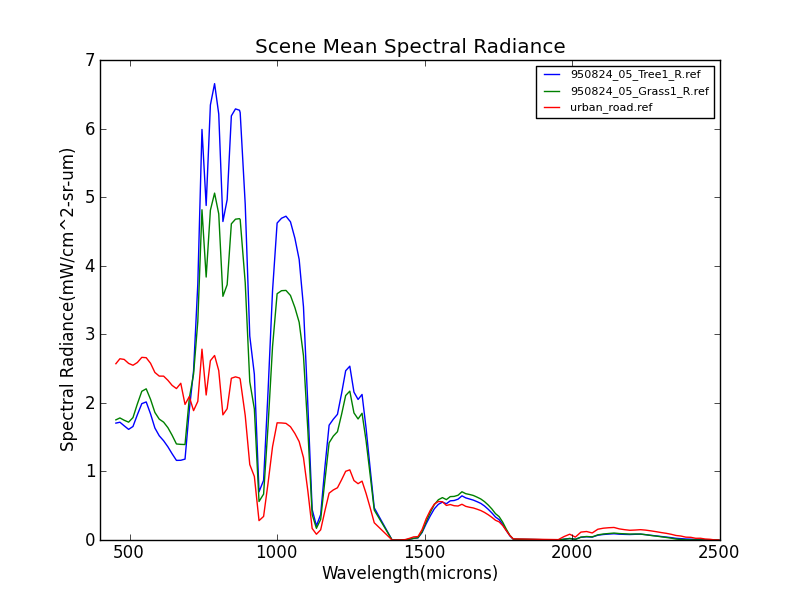 Scene Mean Spectral Radiance
950824_05_Tree1_R.ref
950824_05_Grass1_R.ref
urban_road.ref
Spectral Radiance(mW/cm^2-sr-um)
7
6
5
4
3
2
1
0
500
1000
1500
2000
2500
Wavelength(microns)